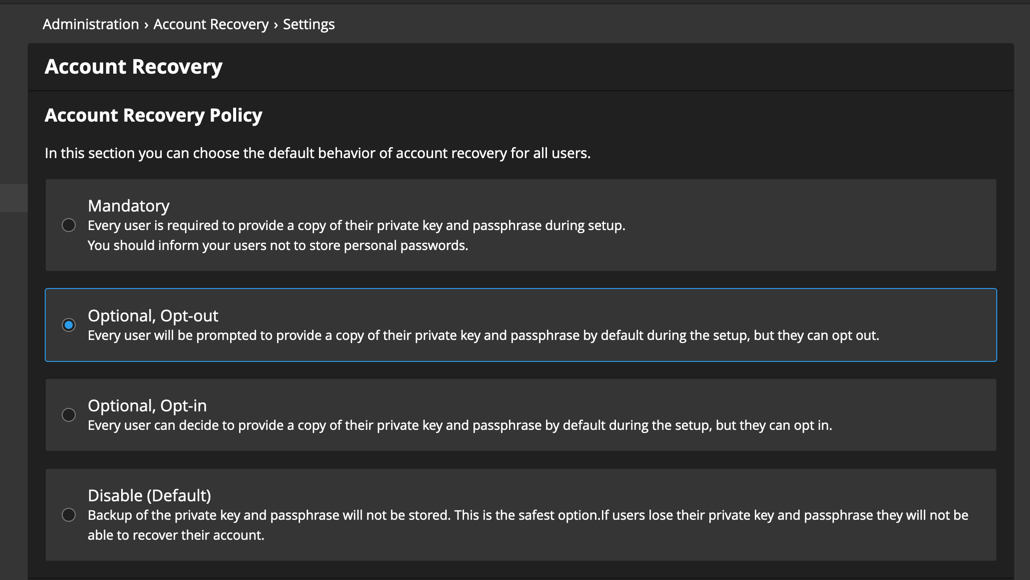 Administration › Account Recovery › Settings
Account Recovery
Account Recovery Policy
In this section you can choose the default behavior of account recovery for all users.
Mandatory
Every user is required to provide a copy of their private key and passphrase during setup.
You should inform your users not to store personal passwords.
Optional, Opt-out
Every user will be prompted to provide a copy of their private key and passphrase by default during the setup, but they can opt out.
Optional, Opt-in
Every user can decide to provide a copy of their private key and passphrase by default during the setup, but they can opt in.
Disable (Default)
Backup of the private key and passphrase will not be stored. This is the safest option.If users lose their private key and passphrase they will not be
able to recover their account.